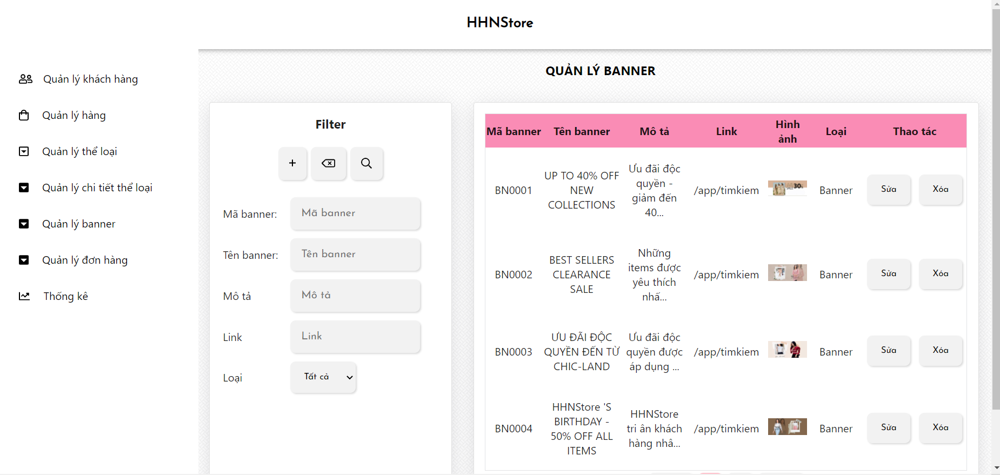 HHNStore
Quản lý khách hàng
Quản lý hàng
Quản lý thể loại
Quản lý chi tiết thể loại
Quản lý banner
Quản lý đơn hàng
Thống kê
QUẢN LÝ BANNER
Filter
Mã banner: Mã banner
Tên banner: Tên banner
Mô tả Mô tả
Link Link
Loại Tất cả
Mã banner Tên banner Mô tả Link Hình ảnh Loại Thao tác
BN0001
UP TO 40% OFF
NEW
COLLECTIONS
Ưu đãi độc
quyền -
giảm đến
40...
/app/timkiem
30%
Banner
Sửa
Xóa
BN0002
BEST SELLERS
CLEARANCE
SALE
Những
items được
yêu thích
nhấ...
/app/timkiem
Banner
Sửa
Xóa
BN0003
ƯU ĐÃI ĐỘC
QUYỀN ĐẾN TỪ
CHIC-LAND
Ưu đãi độc
quyền được
áp dụng ...
/app/timkiem
Banner
Sửa
Xóa
BN0004
HHNStore 'S
BIRTHDAY -
50% OFF ALL
ITEMS
HHNStore
tri ân khách
hàng nhâ...
/app/timkiem
Banner
Sửa
Xóa